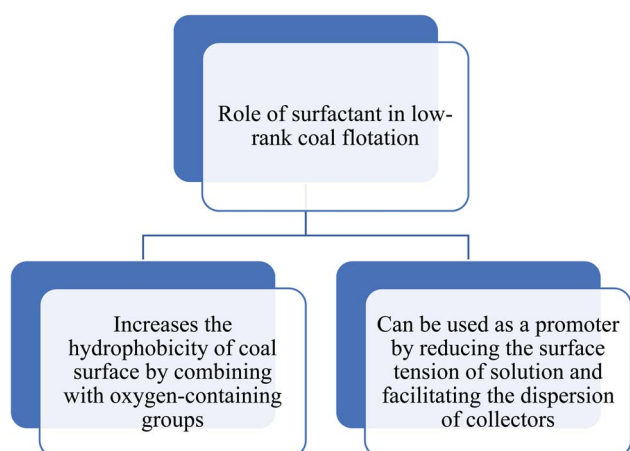 Role of surfactant in low-
rank coal flotation
Increases the
hydrophobicity of coal
surface by combining
with oxygen-containing
groups
Can be used as a promoter
by reducing the surface
tension of solution and
facilitating the dispersion
of collectors